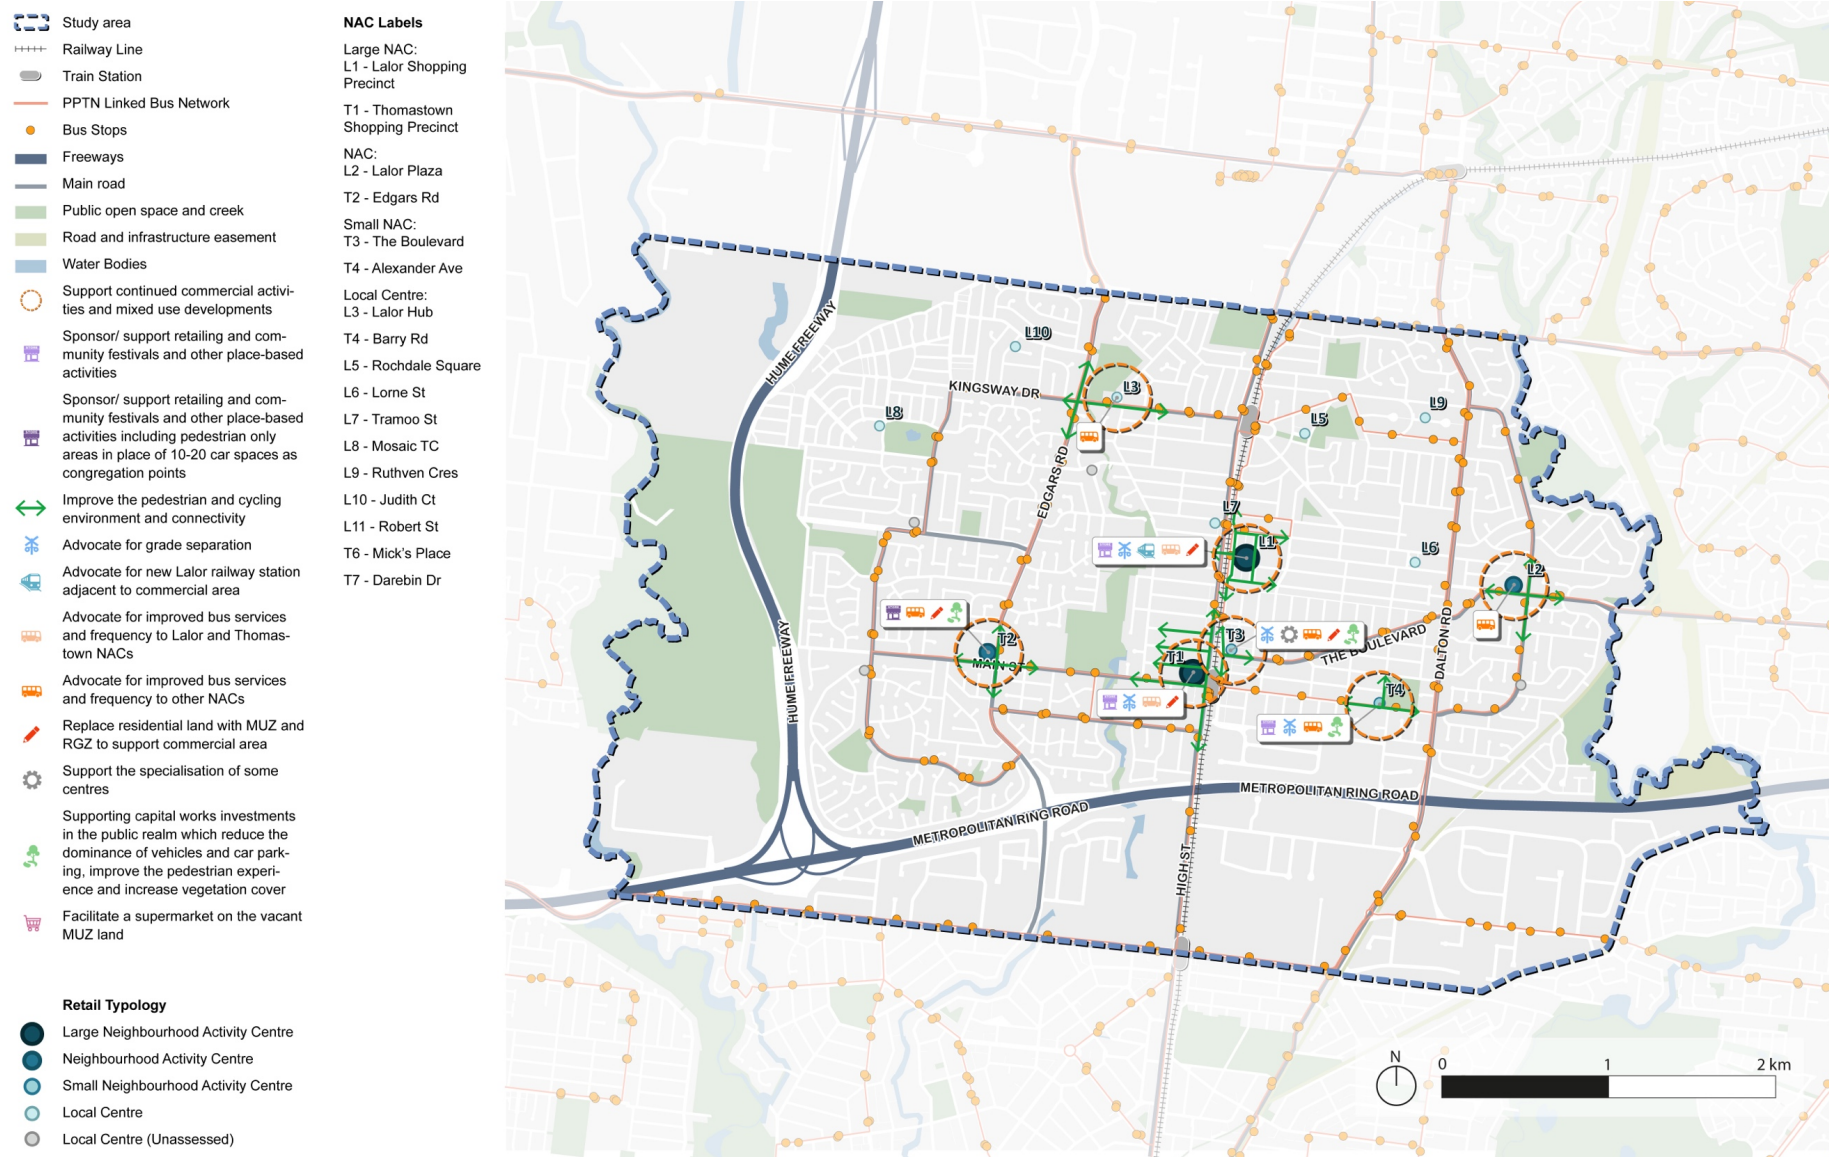 Study area
Railway Line
Train Station
PPTN Linked Bus Network
Bus Stops
Freeways
Main road
Public open space and creek
Road and infrastructure easement
Water Bodies
Support continued commercial activi-
ties and mixed use developments
Sponsor/ support retailing and com-
munity festivals and other place-based
activities
Sponsor/ support retailing and com-
munity festivals and other place-based
activities including pedestrian only
areas in place of 10-20 car spaces as
congregation points
Improve the pedestrian and cycling
environment and connectivity
Advocate for grade separation
Advocate for new Lalor railway station
adjacent to commercial area
Advocate for improved bus services
and frequency to Lalor and Thomas-
town NACs
Advocate for improved bus services
and frequency to other NACs
Replace residential land with MUZ and
RGZ to support commercial area
Support the specialisation of some
centres
Supporting capital works investments
in the public realm which reduce the
dominance of vehicles and car park-
ing, improve the pedestrian experi-
ence and increase vegetation cover
Facilitate a supermarket on the vacant
MUZ land
Retail Typology
Large Neighbourhood Activity Centre
Neighbourhood Activity Centre
Small Neighbourhood Activity Centre
Local Centre
Local Centre (Unassessed)
NAC Labels
Large NAC:
L1 - Lalor Shopping
Precinct
T1 - Thomastown
Shopping Precinct
NAC:
L2 - Lalor Plaza
T2 - Edgars Rd
Small NAC:
T3 - The Boulevard
T4 - Alexander Ave
Local Centre:
L3 - Lalor Hub
T4 - Barry Rd
L5 - Rochdale Square
L6 - Lorne St
L7 - Tramoo St
L8 - Mosaic TC
L9 - Ruthven Cres
L10 - Judith Ct
L11 - Robert St
T6 - Mick's Place
T7 - Darebin Dr
HUME FREEWAY
L10
KINGSWAY DR
L3
L8
L5
L9
EDGARS RD
L7
L1
L6
L2
HUME FREEWAY
T2
MAIN ST
T3
T1
THE BOULEVARD
DALTON RD
T4
METROPOLITAN RING ROAD
METROPOLITAN RING ROAD
HIGH ST
N
0 1 2 km